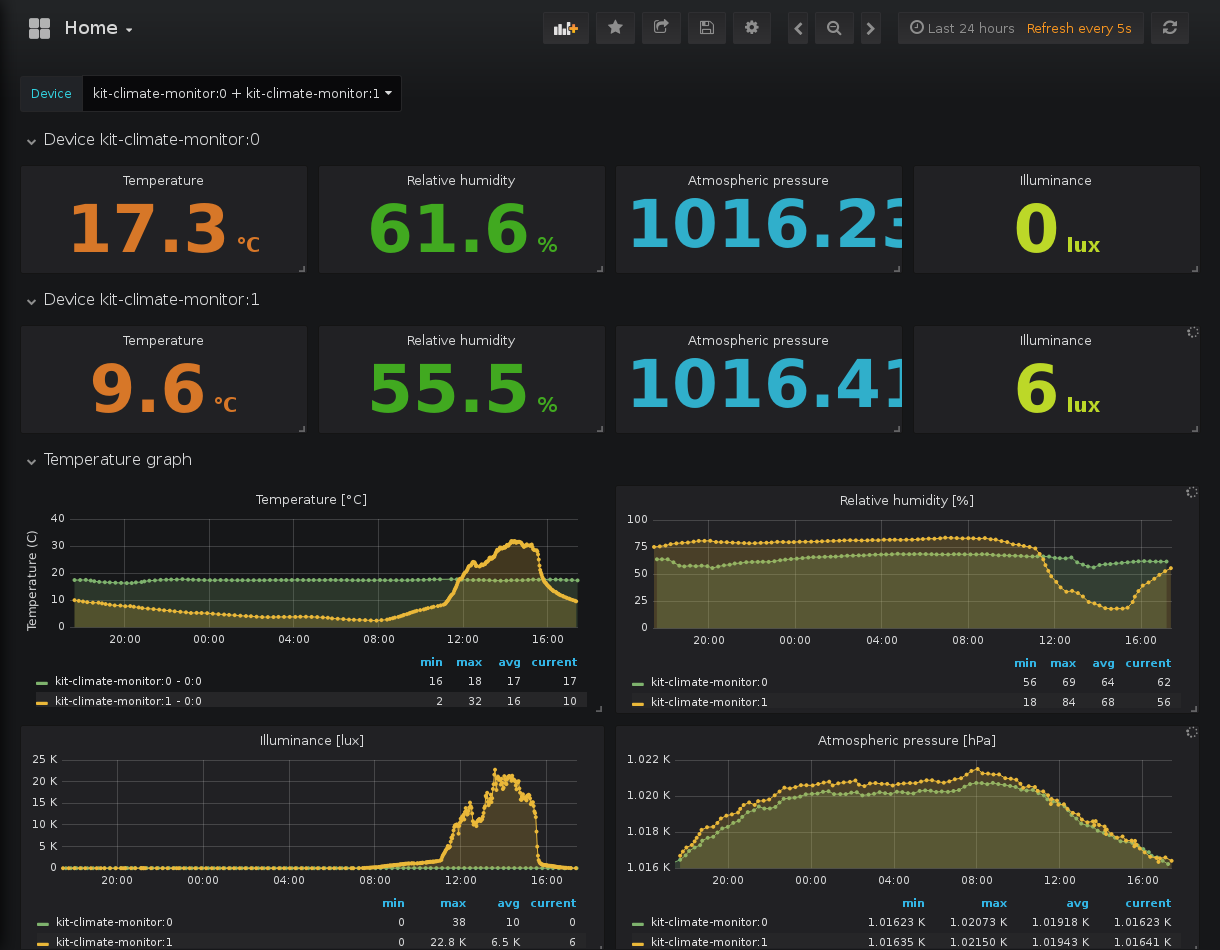 Home
Last 24 hours Refresh every 5s
Device kit-climate-monitor:0 + kit-climate-monitor:1
Device kit-climate-monitor:0
Temperature Relative humidity Atmospheric pressure Illuminance
17.3 °C 61.6 % 1016.23 0 lux
Device kit-climate-monitor:1
Temperature Relative humidity Atmospheric pressure Illuminance
9.6 °C 55.5 % 1016.41 6 lux
Temperature graph
Temperature [°C]
Temperature (C)
40
30
20
10
0
20:00 00:00 04:00 08:00 12:00 16:00
min max avg current
kit-climate-monitor:0 - 0:0 16 18 17 17
kit-climate-monitor:1 - 0:0 2 32 16 10
Relative humidity [%]
100
75
50
25
0
20:00 00:00 04:00 08:00 12:00 16:00
min max avg current
kit-climate-monitor:0 56 69 64 62
kit-climate-monitor:1 18 84 68 56
Illuminance [lux]
25 K
20 K
15 K
10 K
5 K
0
20:00 00:00 04:00 08:00 12:00 16:00
min max avg current
kit-climate-monitor:0 0 38 10 0
kit-climate-monitor:1 0 22.8 K 6.5 K 6
Atmospheric pressure [hPa]
1.022 K
1.020 K
1.018 K
1.016 K
20:00 00:00 04:00 08:00 12:00 16:00
min max avg current
kit-climate-monitor:0 1.01623 K 1.02073 K 1.01918 K 1.01623 K
kit-climate-monitor:1 1.01635 K 1.02150 K 1.01943 K 1.01641 K